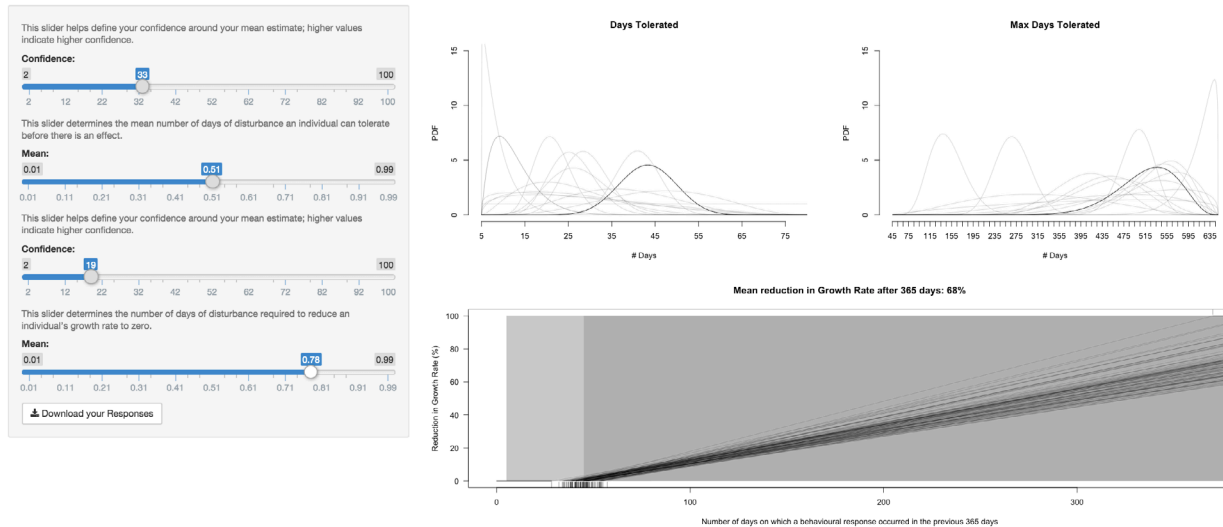 This slider helps define your confidence around your mean estimate; higher values
indicate higher confidence.
Confidence:
2 33 100
2 12 22 32 42 52 62 72 82 92 100
This slider determines the mean number of days of disturbance an individual can tolerate
before there is an effect.
Mean:
0.01 0.51 0.99
0.01 0.11 0.21 0.31 0.41 0.51 0.61 0.71 0.81 0.91 0.99
This slider helps define your confidence around your mean estimate; higher values
indicate higher confidence.
Confidence:
2 19 100
2 12 22 32 42 52 62 72 82 92 100
This slider determines the number of days of disturbance required to reduce an
individual's growth rate to zero.
Mean:
0.01 0.78 0.99
0.01 0.11 0.21 0.31 0.41 0.51 0.61 0.71 0.81 0.91 0.99
Download your Responses
Days Tolerated
PDF
15
10
5
0
5 15 25 35 45 55 65 75
# Days
Max Days Tolerated
PDF
15
10
5
0
45 75 115 155 195 235 275 315 355 395 435 475 515 555 595 635
# Days
Mean reduction in Growth Rate after 365 days: 68%
Reduction in Growth Rate (%)
100
80
60
40
20
0
0 100 200 300
Number of days on which a behavioural response occurred in the previous 365 days